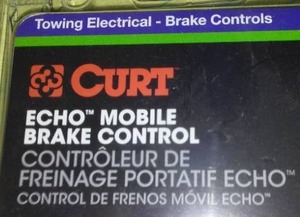 Towing Electrical - Brake Controls
CURT
ECHO™ MOBILE
BRAKE CONTROL
CONTRÔLEUR DE
FREINAGE PORTATIF ECHO™
CONTROL DE FRENOS MÓVIL ECHO™